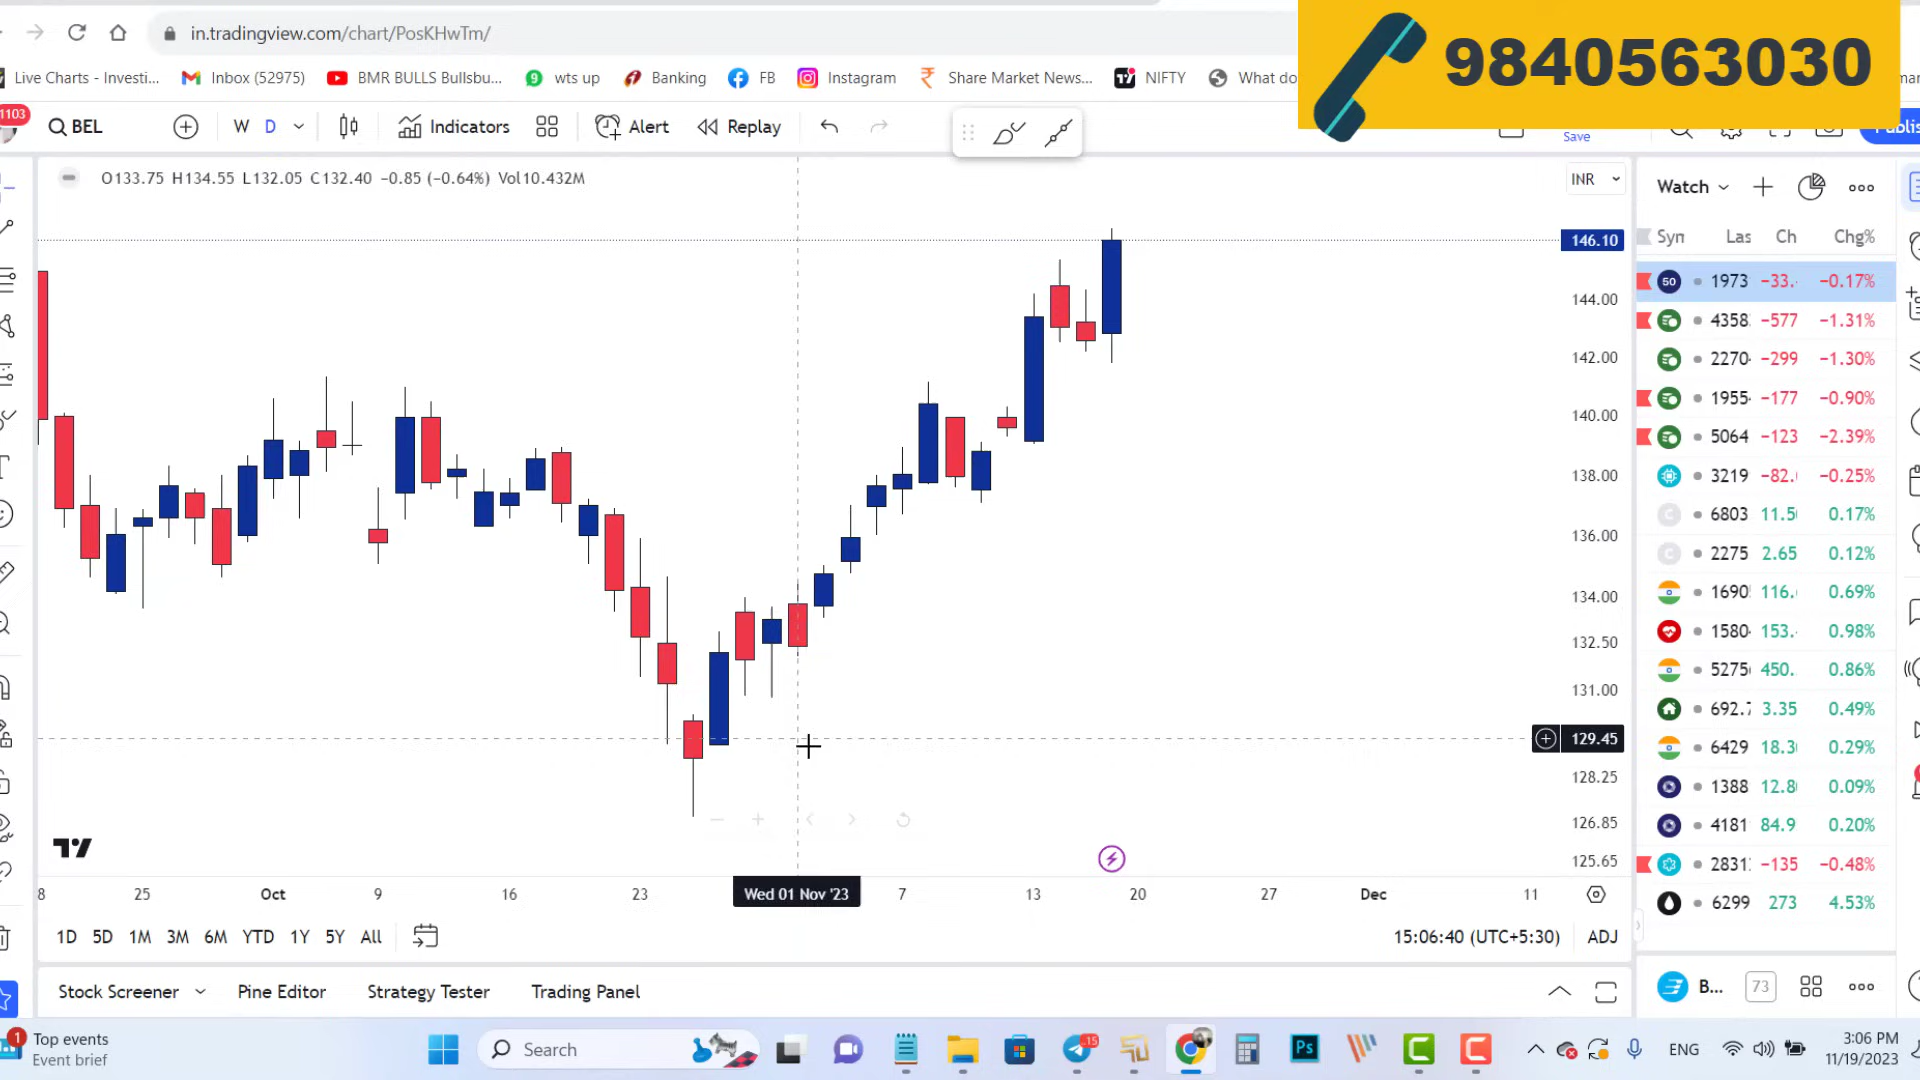 in.tradingview.com/chart/PosKHwTm/
9840563030
Live Charts - Investi...
Inbox (52975)
BMR BULLS Bullsbu...
wts up
Banking
FB
Instagram
Share Market News...
NIFTY
What do
1103
BEL
W
D
Indicators
Alert
Replay
Save
Publis
O133.75 H134.55 L132.05 C132.40 −0.85 (−0.64%) Vol10.432M
INR
Watch
Syn
Las
Ch
Chg%
50 1973 −33. −0.17%
4358 −577 −1.31%
2270 −299 −1.30%
1955 −177 −0.90%
5064 −123 −2.39%
3219 −82. −0.25%
C 6803 11.5 0.17%
C 2275 2.65 0.12%
1690 116. 0.69%
1580 153. 0.98%
5275 450. 0.86%
692.7 3.35 0.49%
6429 18.3 0.29%
1388 12.8 0.09%
4181 84.9 0.20%
2831 −135 −0.48%
6299 273 4.53%
146.10
144.00
142.00
140.00
138.00
136.00
134.00
132.50
131.00
129.45
128.25
126.85
125.65
8
25
Oct
9
16
23
Wed 01 Nov '23
7
13
20
27
Dec
11
1D 5D 1M 3M 6M YTD 1Y 5Y All
15:06:40 (UTC+5:30)
ADJ
Stock Screener
Pine Editor
Strategy Tester
Trading Panel
B...
73
1
Top events
Event brief
Search
15
Ps
C
C
ENG
3:06 PM
11/19/2023